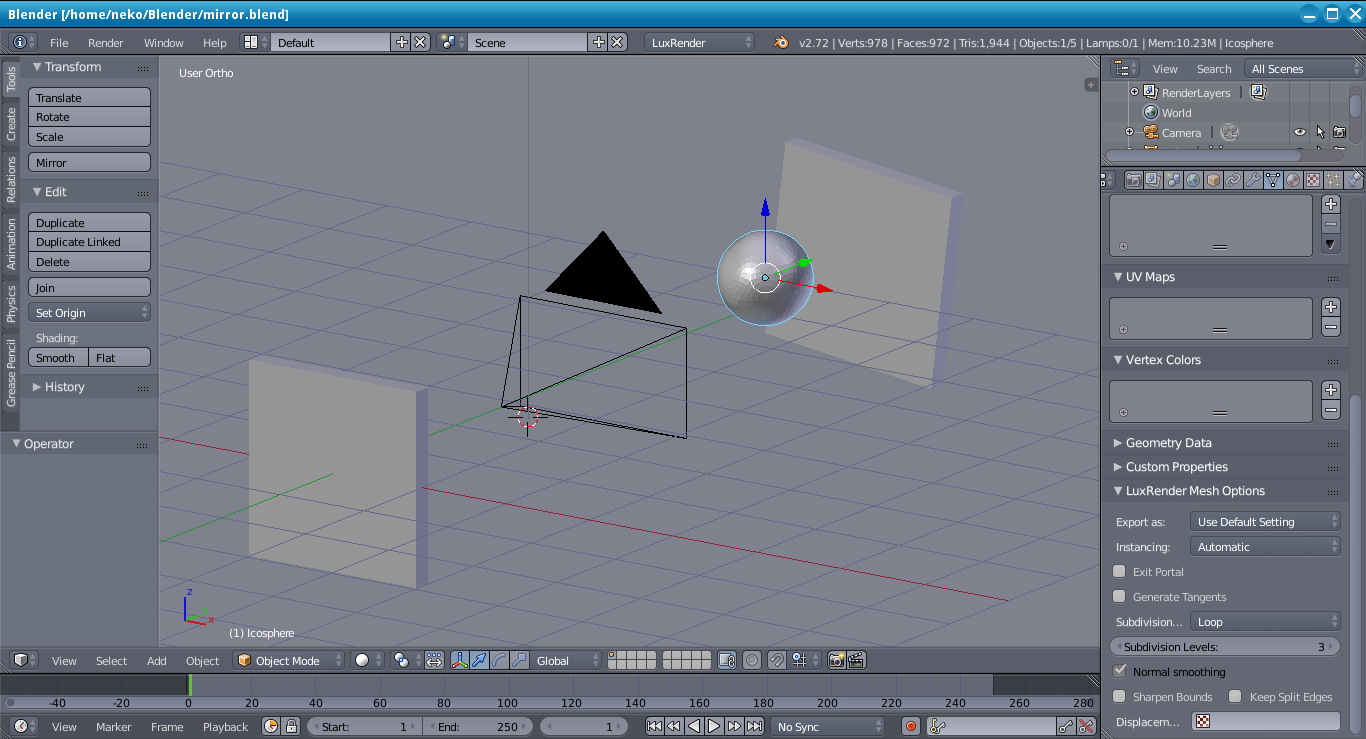 Blender [/home/neko/Blender/mirror.blend]
File Render Window Help Default Scene LuxRender v2.72 | Verts:978 | Faces:972 | Tris:1,944 | Objects:1/5 | Lamps:0/1 | Mem:10.23M | Icosphere
Tools
Create
Relations
Animation
Physics
Grease Pencil
Transform
Translate
Rotate
Scale
Mirror
Edit
Duplicate
Duplicate Linked
Delete
Join
Set Origin
Shading:
Smooth Flat
History
Operator
User Ortho
z
y
x
(1) Icosphere
View Search All Scenes
RenderLayers
World
Camera
UV Maps
Vertex Colors
Geometry Data
Custom Properties
LuxRender Mesh Options
Export as: Use Default Setting
Instancing: Automatic
Exit Portal
Generate Tangents
Subdivision... Loop
Subdivision Levels: 3
Normal smoothing
Sharpen Bounds Keep Split Edges
Displacem...
View Select Add Object Object Mode Global
-40 -20 0 20 40 60 80 100 120 140 160 180 200 220 240 260 280
View Marker Frame Playback Start: 1 End: 250 1 No Sync